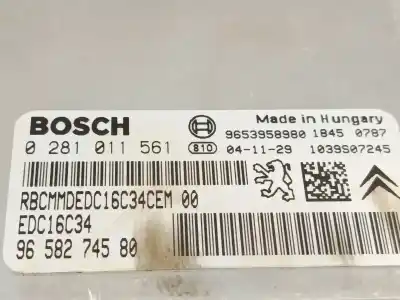 Made in Hungary
BOSCH
9653958980 1845 0787
0 281 011 561 810 04-11-29 1039S07245
RBCMMDEDC16C34CEM 00
EDC16C34
96 582 745 80